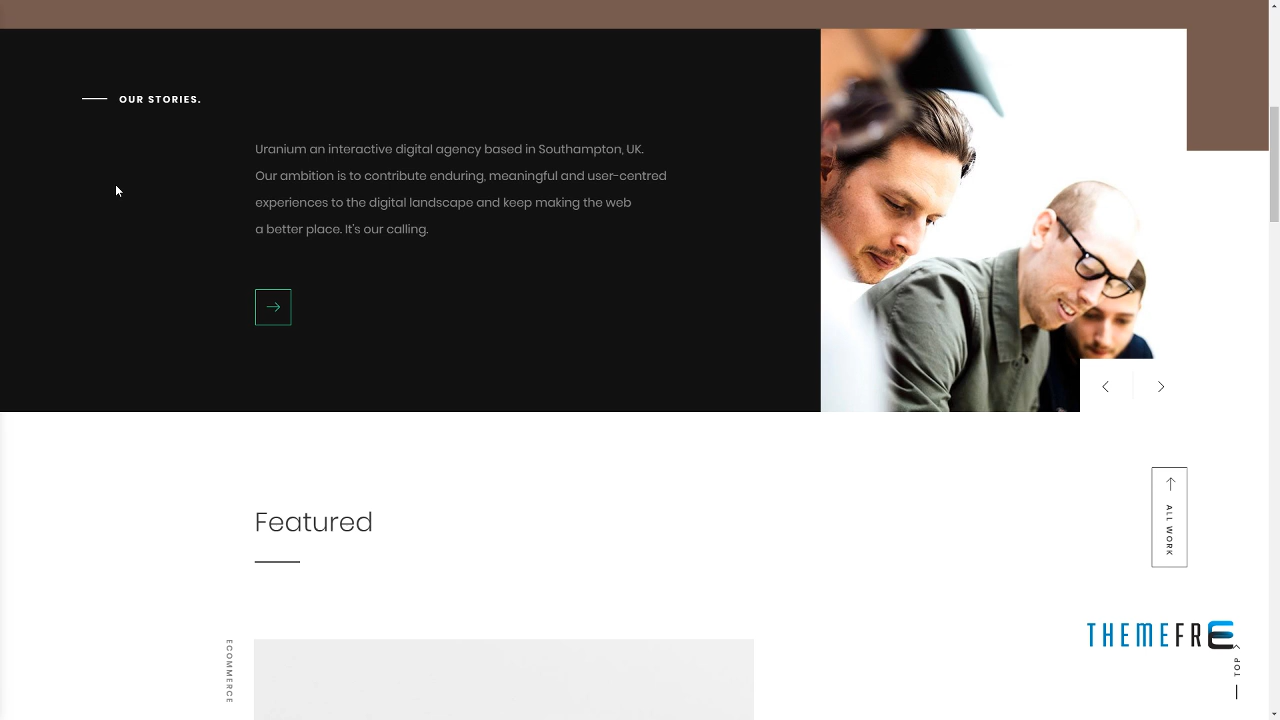 OUR STORIES.
Uranium an interactive digital agency based in Southampton, UK.
Our ambition is to contribute enduring, meaningful and user-centred
experiences to the digital landscape and keep making the web
a better place. It's our calling.
Featured
ALL WORK
ECOMMERCE
THEMEFRE
TOP